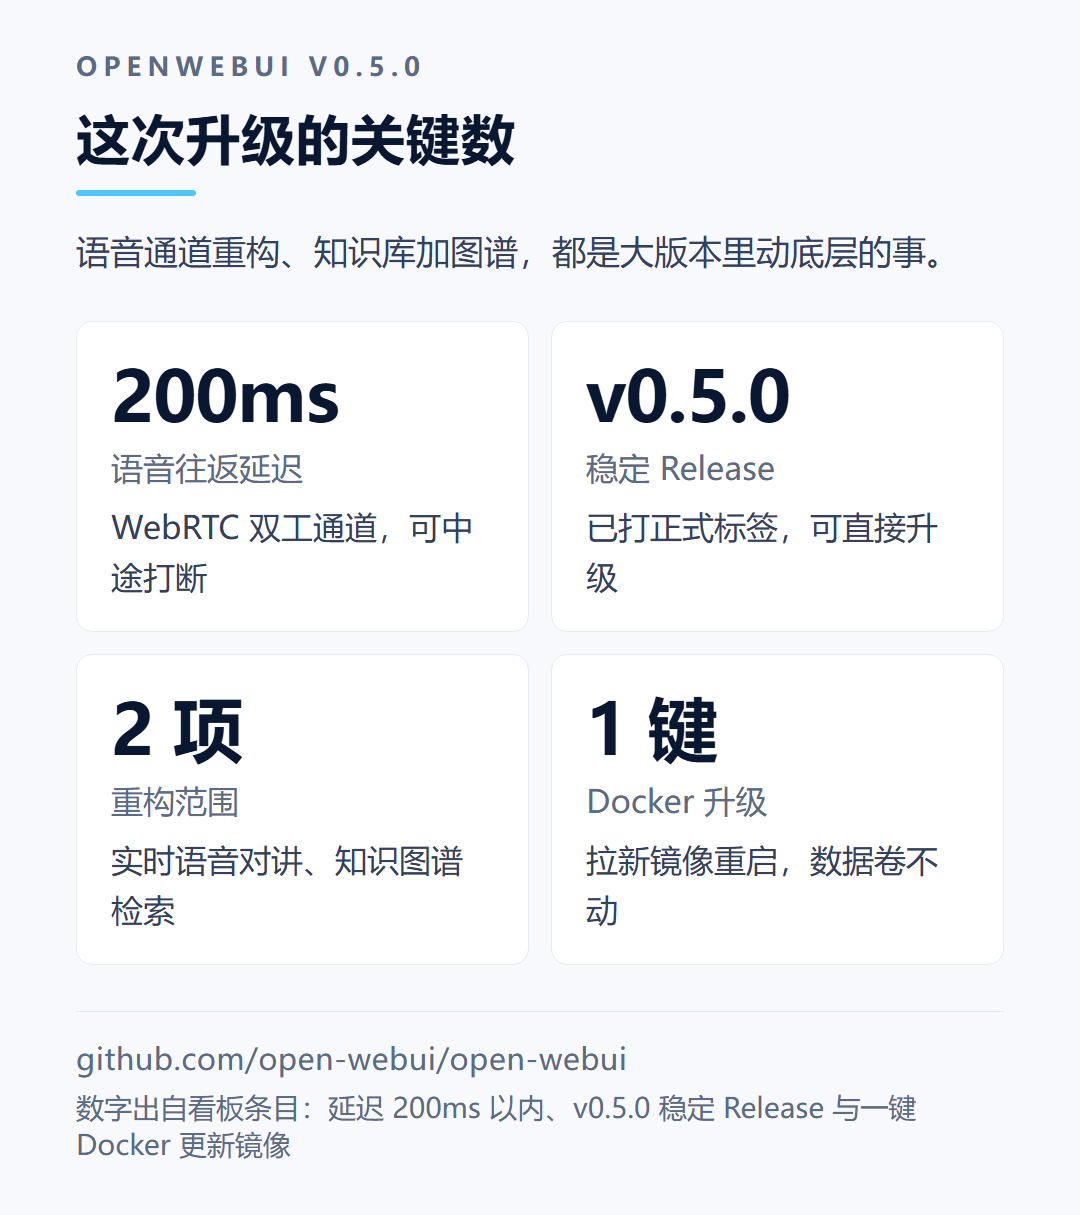 OPENWEBUI V0.5.0
这次升级的关键数
语音通道重构、知识库加图谱，都是大版本里动底层的事。
200ms
语音往返延迟
WebRTC 双工通道，可中
途打断
v0.5.0
稳定 Release
已打正式标签，可直接升
级
2 项
重构范围
实时语音对讲、知识图谱
检索
1 键
Docker 升级
拉新镜像重启，数据卷不
动
github.com/open-webui/open-webui
数字出自看板条目：延迟 200ms 以内、v0.5.0 稳定 Release 与一键
Docker 更新镜像